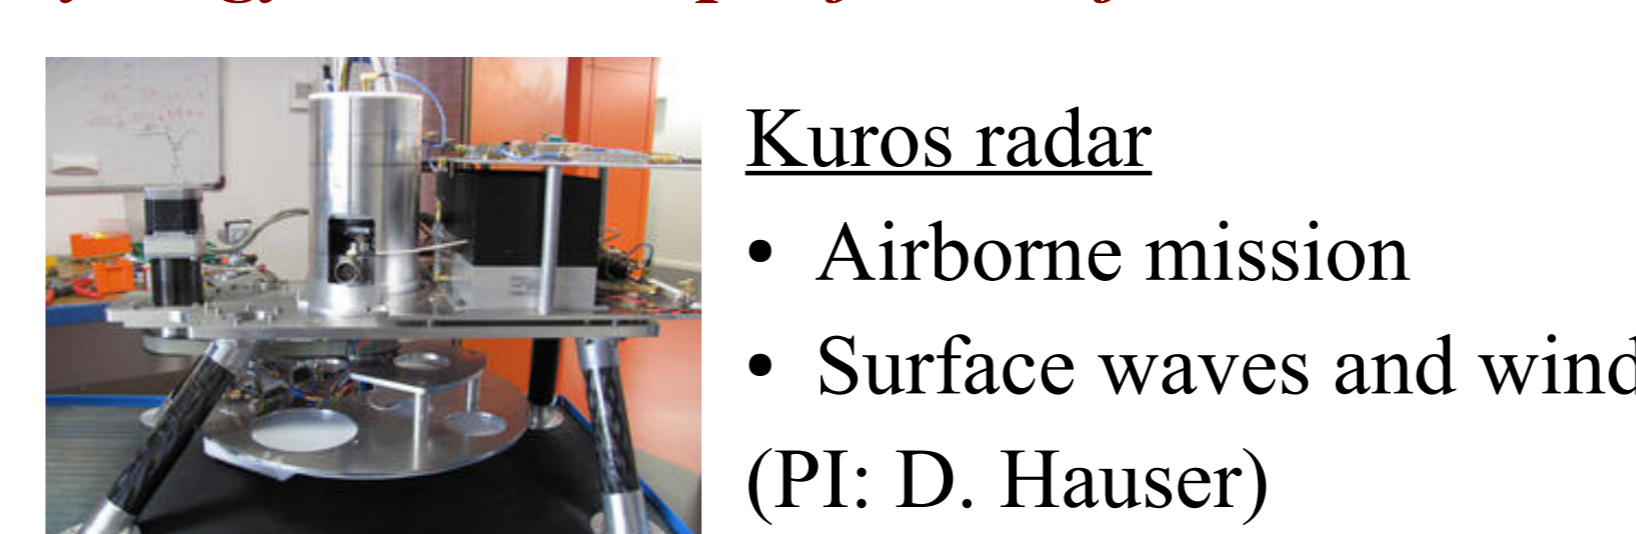 Kuros radar
• Airborne mission
• Surface waves and wind
(PI: D. Hauser)